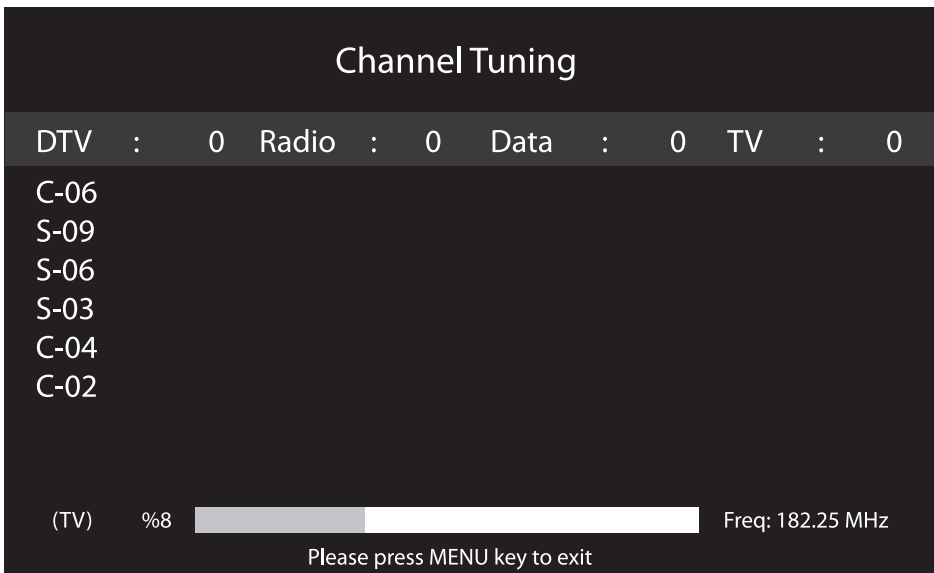 Channel Tuning
DTV : 0 Radio : 0 Data : 0 TV : 0
C-06
S-09
S-06
S-03
C-04
C-02
(TV) %8 Freq: 182.25 MHz
Please press MENU key to exit